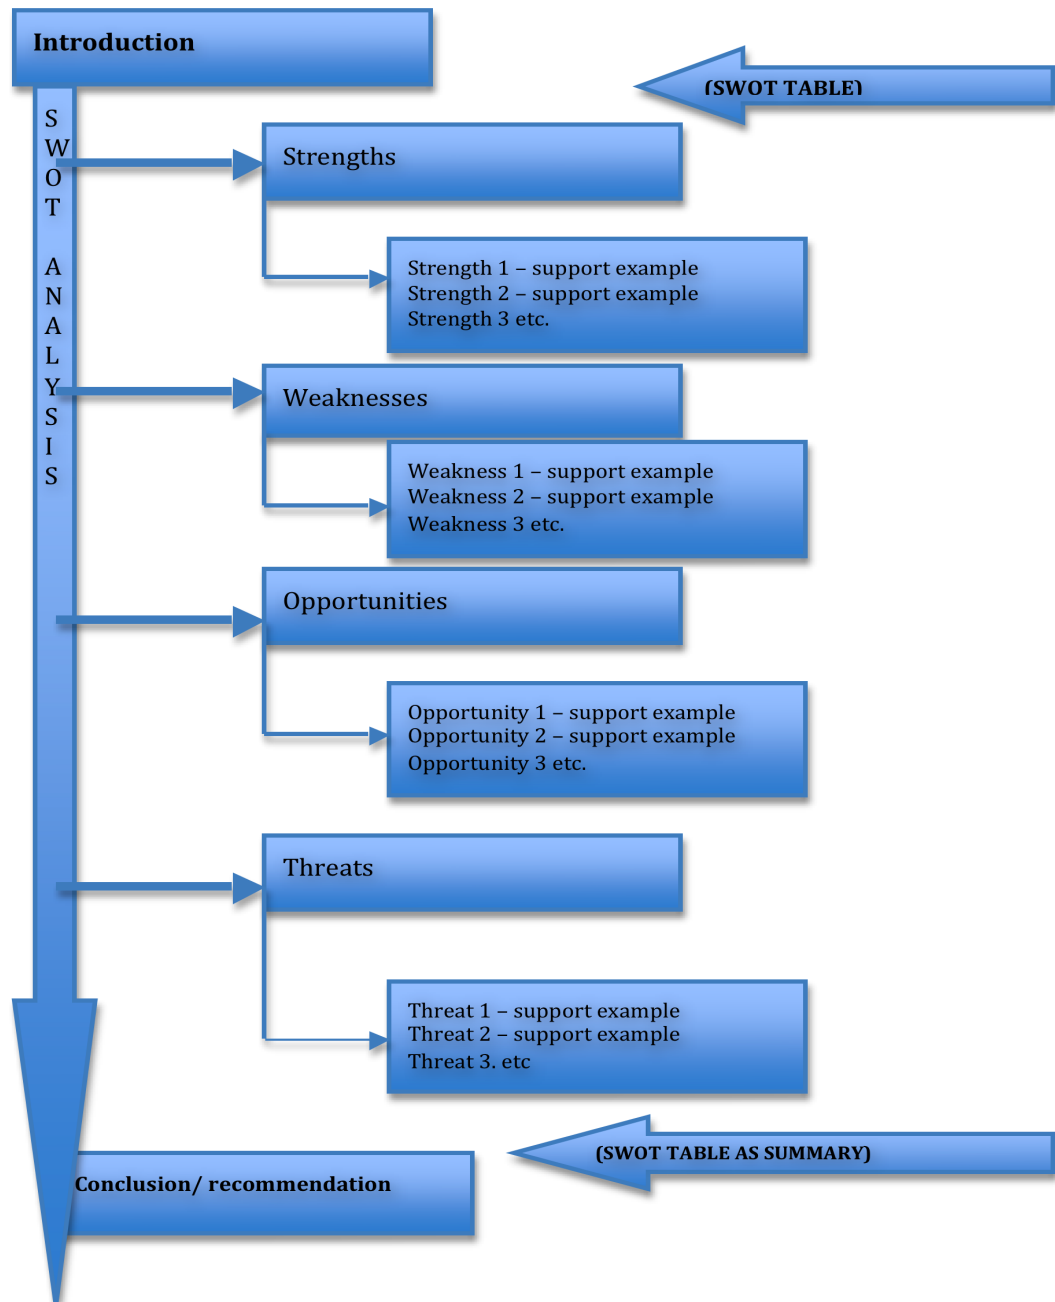 Introduction
(SWOT TABLE)
SWOT ANALYSIS
Strengths
Strength 1 – support example
Strength 2 – support example
Strength 3 etc.
Weaknesses
Weakness 1 – support example
Weakness 2 – support example
Weakness 3 etc.
Opportunities
Opportunity 1 – support example
Opportunity 2 – support example
Opportunity 3 etc.
Threats
Threat 1 – support example
Threat 2 – support example
Threat 3. etc
(SWOT TABLE AS SUMMARY)
Conclusion/ recommendation